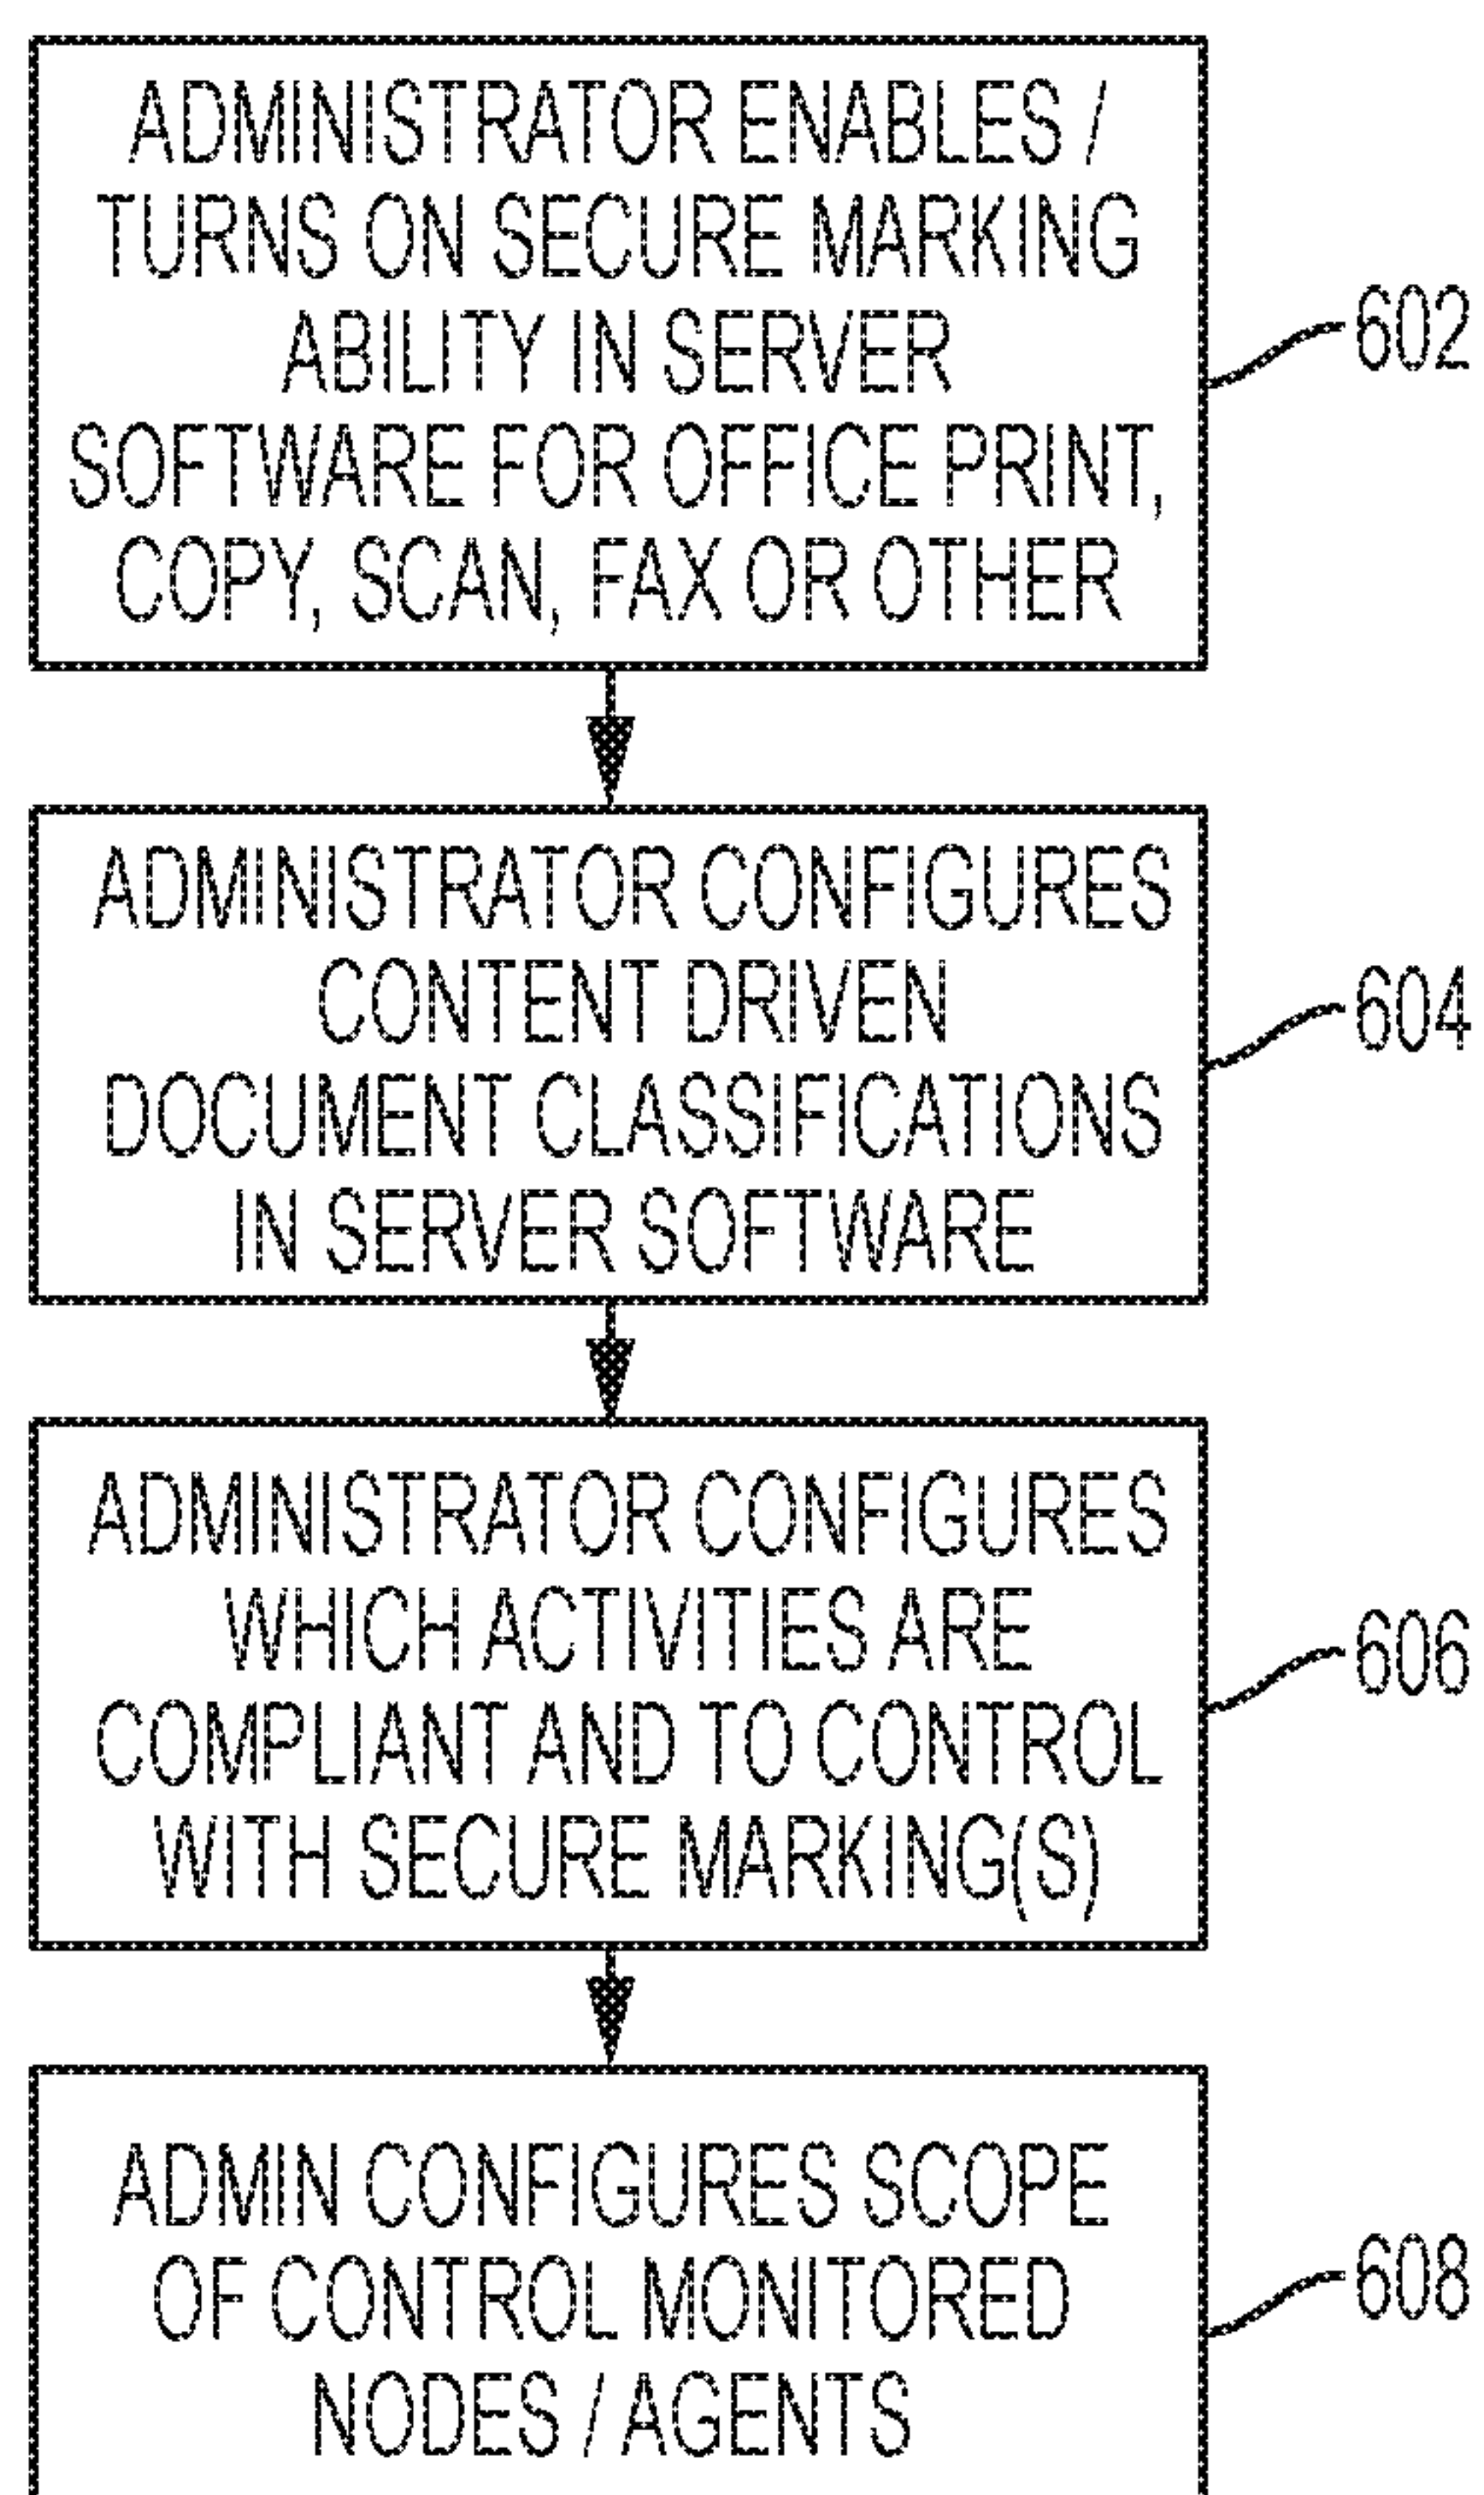 ADMINISTRATOR ENABLES /
TURNS ON SECURE MARKING
ABILITY IN SERVER
SOFTWARE FOR OFFICE PRINT,
COPY, SCAN, FAX OR OTHER
602
ADMINISTRATOR CONFIGURES
CONTENT DRIVEN
DOCUMENT CLASSIFICATIONS
IN SERVER SOFTWARE
604
ADMINISTRATOR CONFIGURES
WHICH ACTIVITIES ARE
COMPLIANT AND TO CONTROL
WITH SECURE MARKING(S)
606
ADMIN CONFIGURES SCOPE
OF CONTROL MONITORED
NODES / AGENTS
608